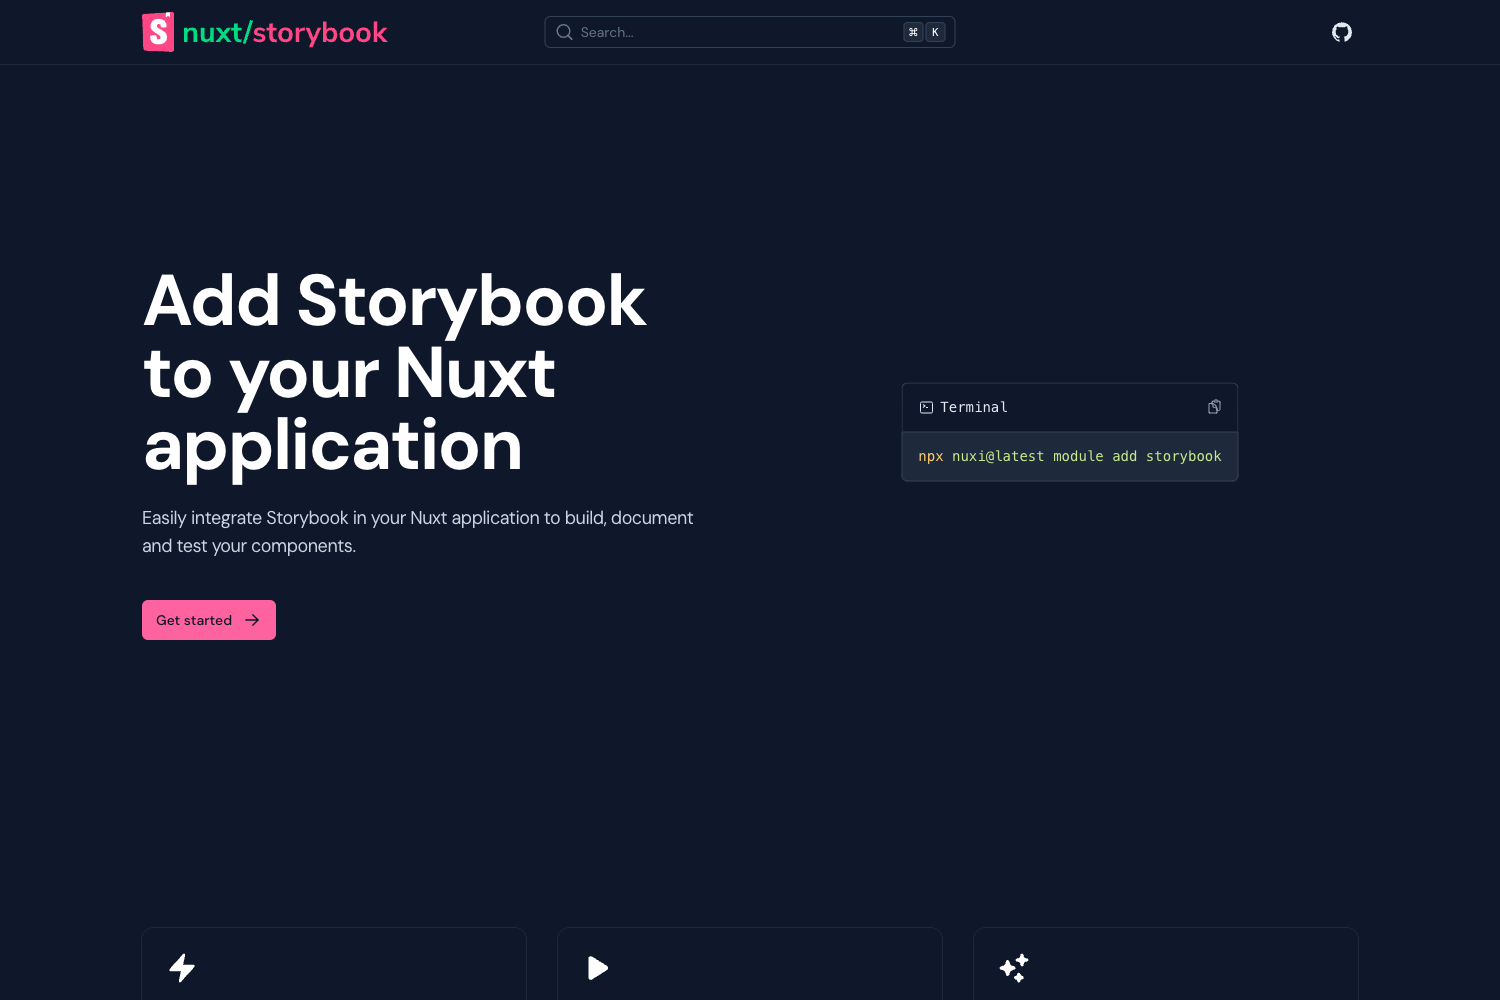 nuxt/storybook
Search...
⌘ K
Add Storybook
to your Nuxt
application
Easily integrate Storybook in your Nuxt application to build, document
and test your components.
Get started
Terminal
npx nuxi@latest module add storybook